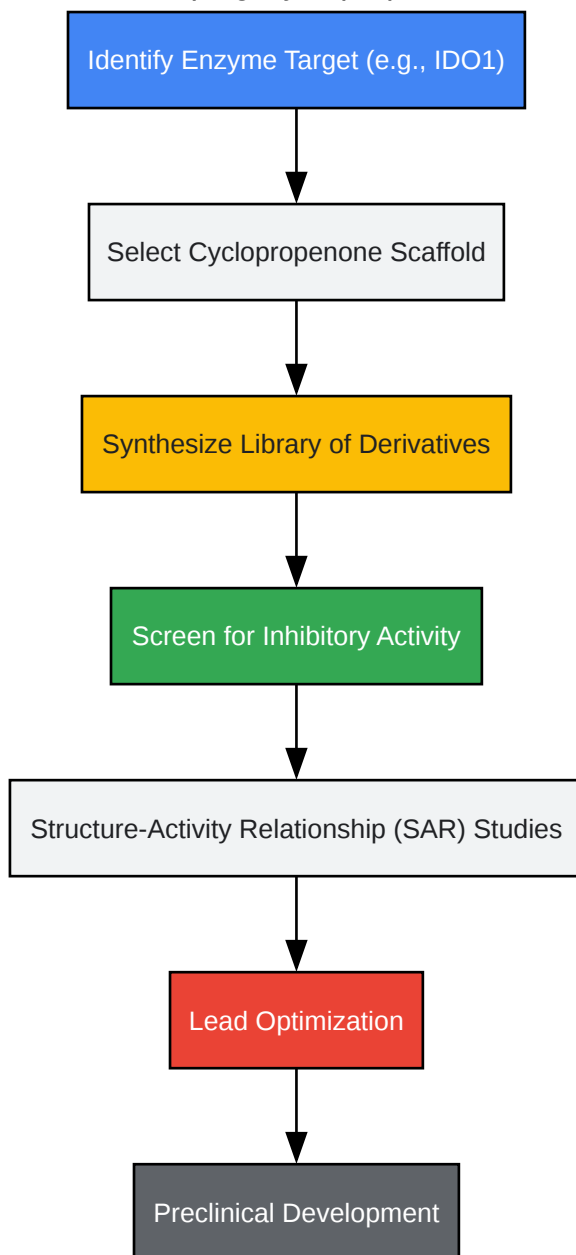 Identify Enzyme Target (e.g., IDO1)
Select Cyclopropenone Scaffold
Synthesize Library of Derivatives
Screen for Inhibitory Activity
Structure-Activity Relationship (SAR) Studies
Lead Optimization
Preclinical Development